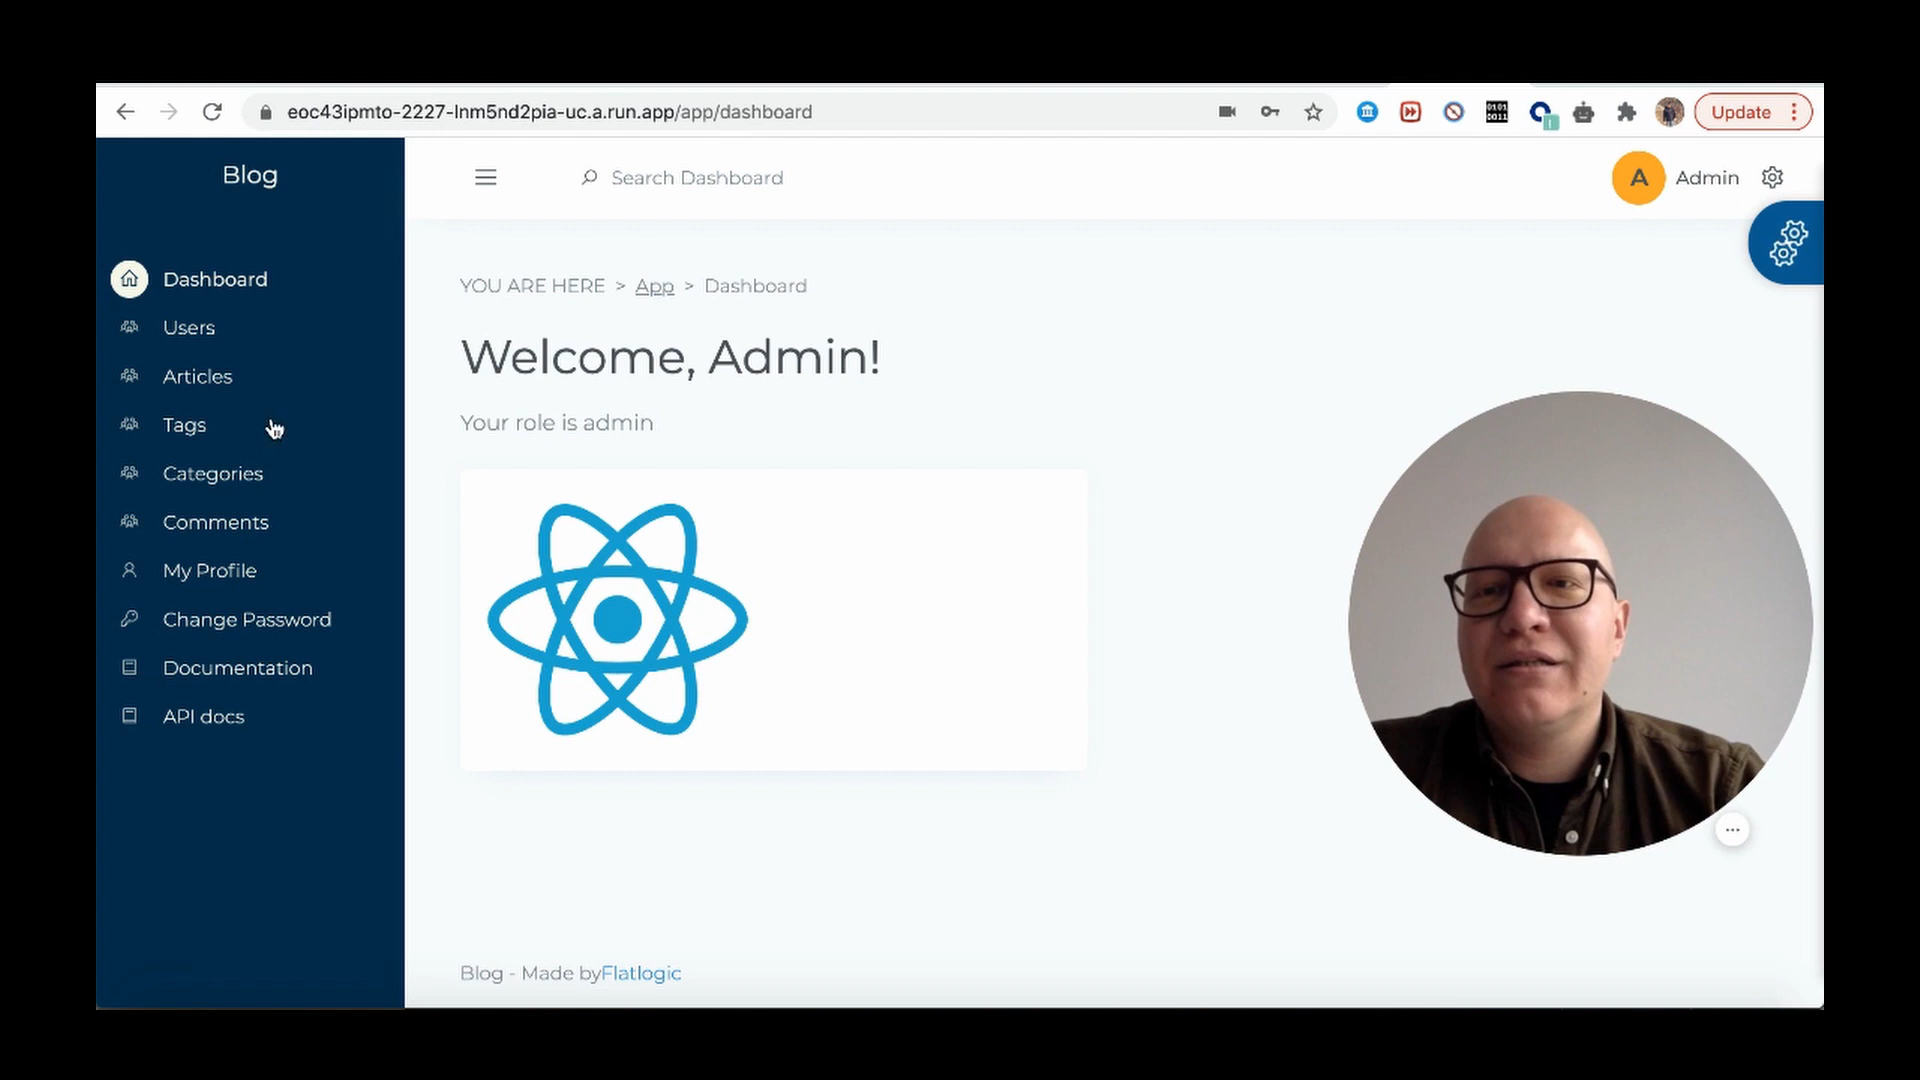 eoc43ipmto-2227-lnm5nd2pia-uc.a.run.app/app/dashboard
Update
Blog
Search Dashboard
A
Admin
YOU ARE HERE > App > Dashboard
Welcome, Admin!
Your role is admin
Dashboard
Users
Articles
Tags
Categories
Comments
My Profile
Change Password
Documentation
API docs
Blog - Made byFlatlogic